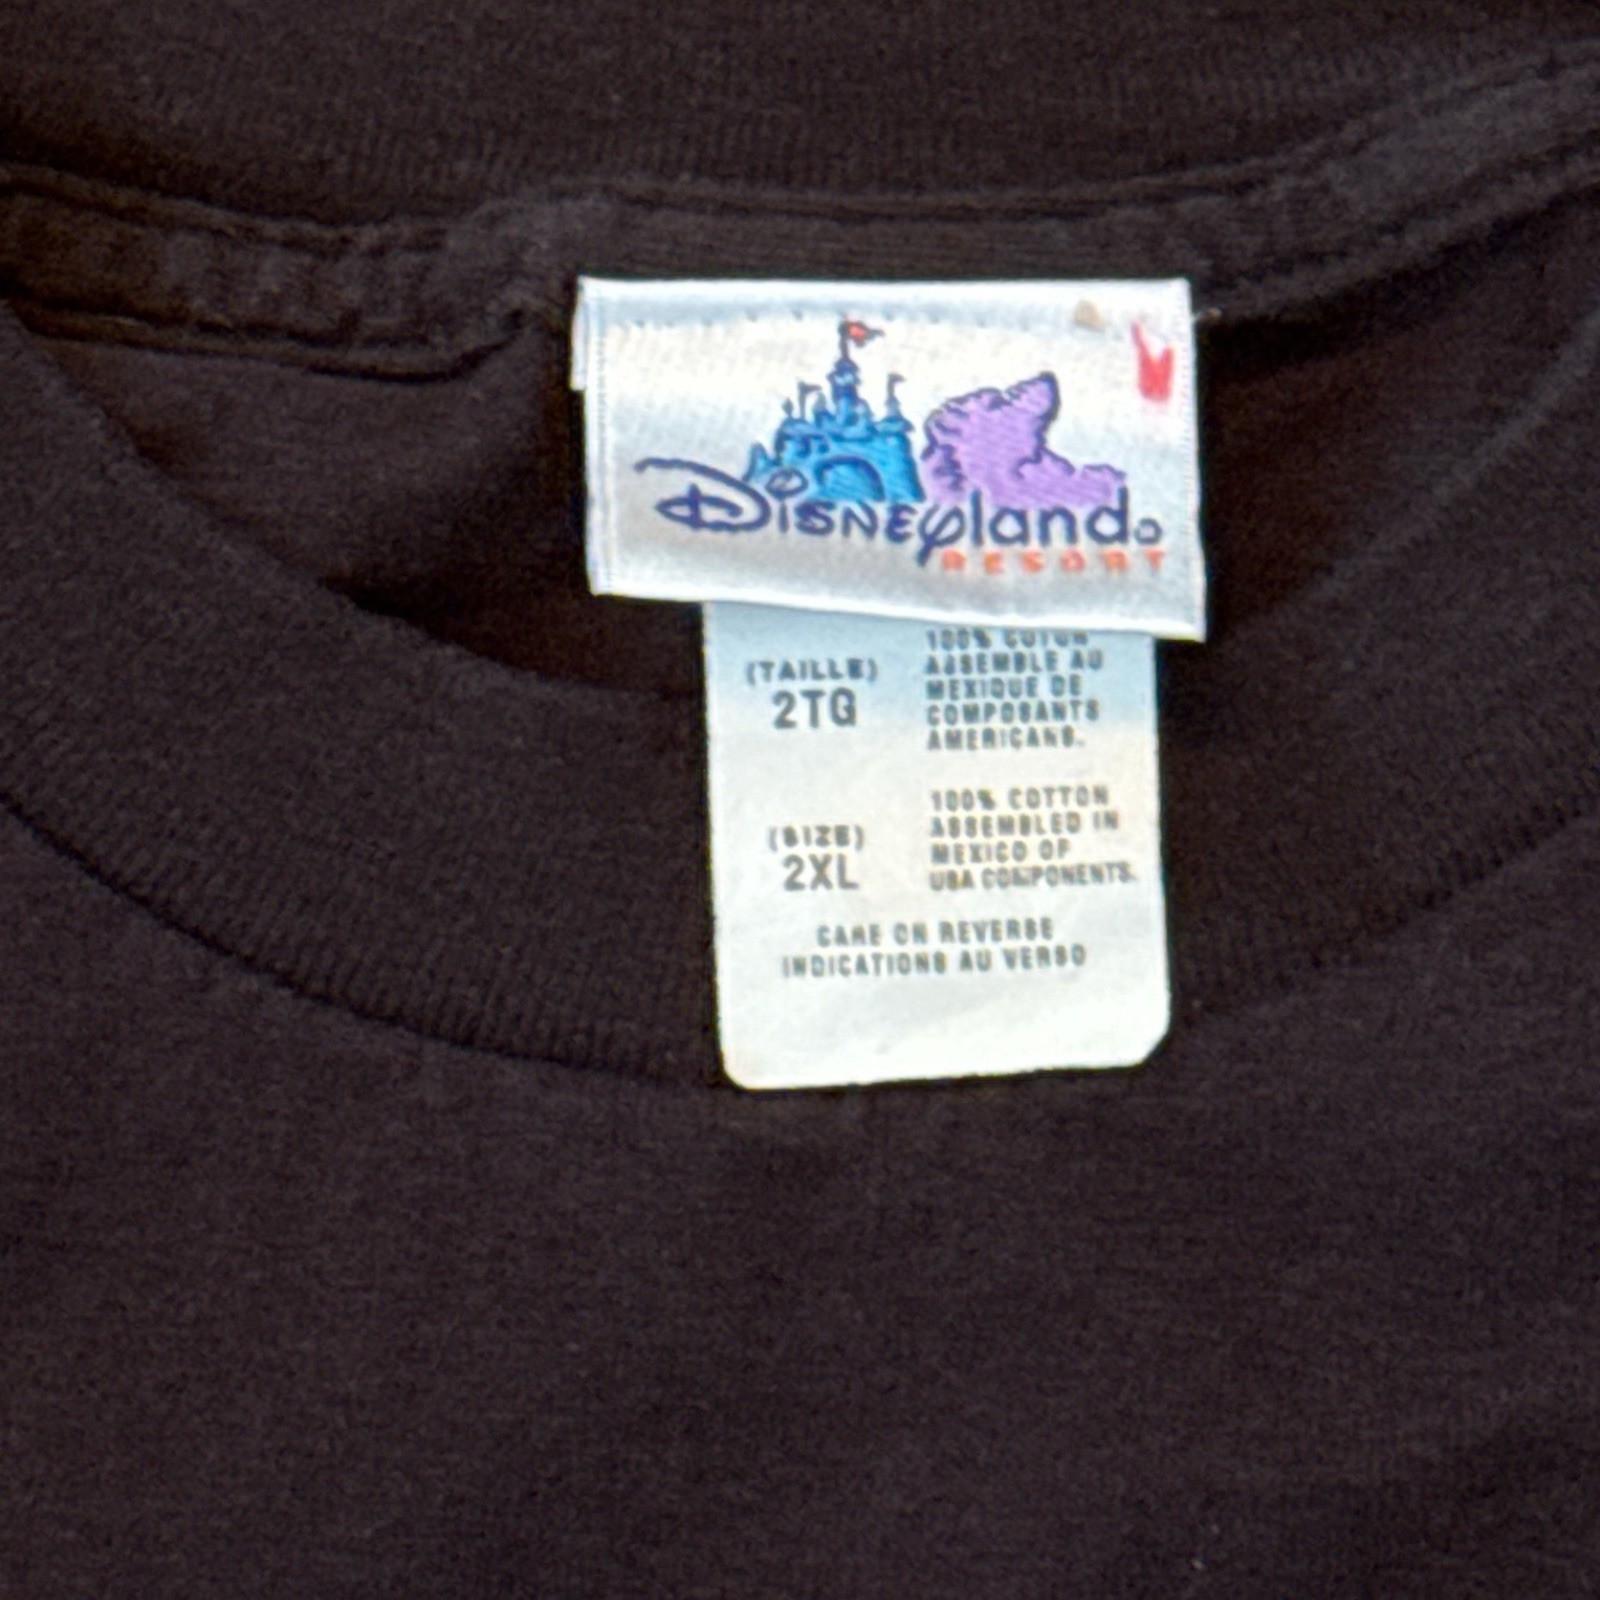 Disneyland
RESORT
(TAILLE)
2TG
100% COTON
ASSEMBLE AU
MEXIQUE DE
COMPOSANTS
AMERICANS.
(SIZE)
2XL
100% COTTON
ASSEMBLED IN
MEXICO OF
USA COMPONENTS.
CARE ON REVERSE
INDICATIONS AU VERSO